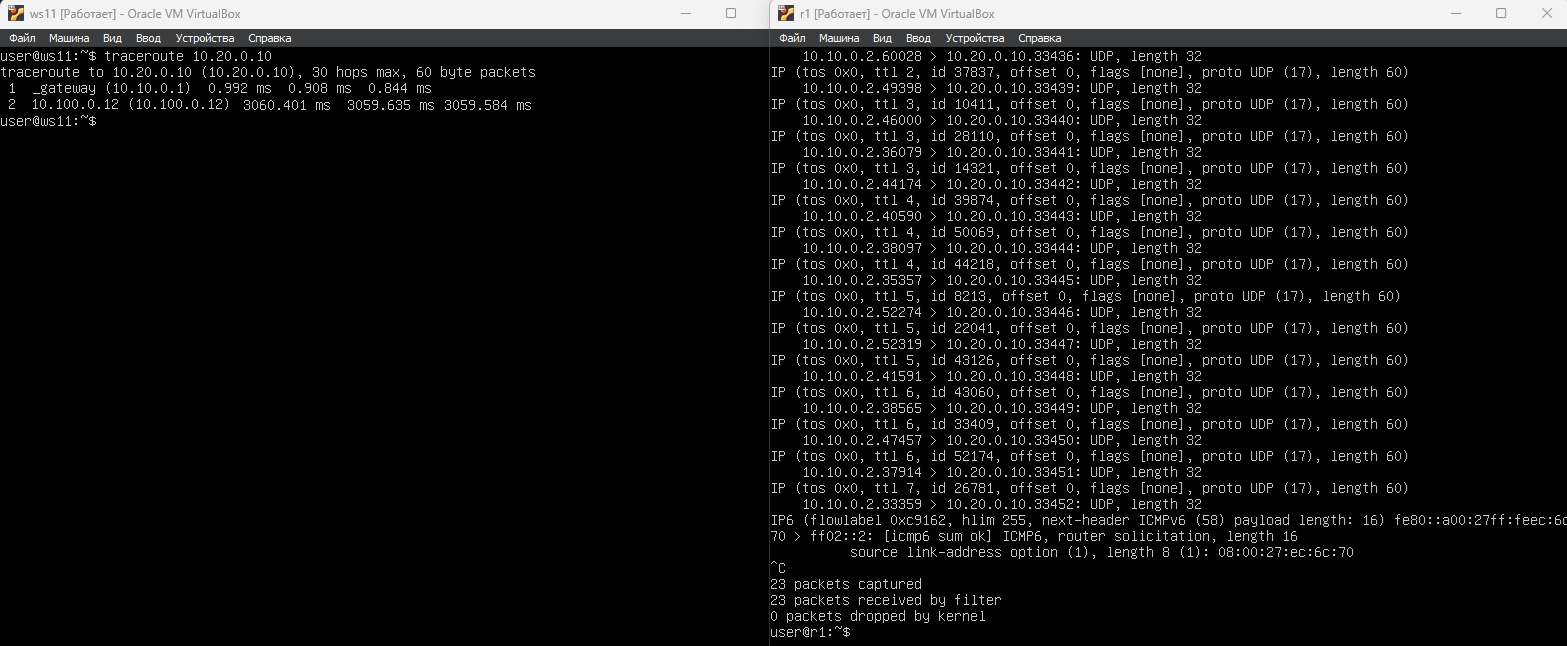 ws11 [Работает] - Oracle VM VirtualBox
Файл Машина Вид Ввод Устройства Справка
user@ws11:~$ traceroute 10.20.0.10
traceroute to 10.20.0.10 (10.20.0.10), 30 hops max, 60 byte packets
1 _gateway (10.10.0.1) 0.992 ms 0.908 ms 0.844 ms
2 10.100.0.12 (10.100.0.12) 3060.401 ms 3059.635 ms 3059.584 ms
user@ws11:~$
r1 [Работает] - Oracle VM VirtualBox
Файл Машина Вид Ввод Устройства Справка
10.10.0.2.60028 > 10.20.0.10.33436: UDP, length 32
IP (tos 0x0, ttl 2, id 37837, offset 0, flags [none], proto UDP (17), length 60)
10.10.0.2.49398 > 10.20.0.10.33439: UDP, length 32
IP (tos 0x0, ttl 3, id 10411, offset 0, flags [none], proto UDP (17), length 60)
10.10.0.2.46000 > 10.20.0.10.33440: UDP, length 32
IP (tos 0x0, ttl 3, id 28110, offset 0, flags [none], proto UDP (17), length 60)
10.10.0.2.36079 > 10.20.0.10.33441: UDP, length 32
IP (tos 0x0, ttl 3, id 14321, offset 0, flags [none], proto UDP (17), length 60)
10.10.0.2.44174 > 10.20.0.10.33442: UDP, length 32
IP (tos 0x0, ttl 4, id 39874, offset 0, flags [none], proto UDP (17), length 60)
10.10.0.2.40590 > 10.20.0.10.33443: UDP, length 32
IP (tos 0x0, ttl 4, id 50069, offset 0, flags [none], proto UDP (17), length 60)
10.10.0.2.38097 > 10.20.0.10.33444: UDP, length 32
IP (tos 0x0, ttl 4, id 44218, offset 0, flags [none], proto UDP (17), length 60)
10.10.0.2.35357 > 10.20.0.10.33445: UDP, length 32
IP (tos 0x0, ttl 5, id 8213, offset 0, flags [none], proto UDP (17), length 60)
10.10.0.2.52274 > 10.20.0.10.33446: UDP, length 32
IP (tos 0x0, ttl 5, id 22041, offset 0, flags [none], proto UDP (17), length 60)
10.10.0.2.52319 > 10.20.0.10.33447: UDP, length 32
IP (tos 0x0, ttl 5, id 43126, offset 0, flags [none], proto UDP (17), length 60)
10.10.0.2.41591 > 10.20.0.10.33448: UDP, length 32
IP (tos 0x0, ttl 6, id 43060, offset 0, flags [none], proto UDP (17), length 60)
10.10.0.2.38565 > 10.20.0.10.33449: UDP, length 32
IP (tos 0x0, ttl 6, id 33409, offset 0, flags [none], proto UDP (17), length 60)
10.10.0.2.47457 > 10.20.0.10.33450: UDP, length 32
IP (tos 0x0, ttl 6, id 52174, offset 0, flags [none], proto UDP (17), length 60)
10.10.0.2.37914 > 10.20.0.10.33451: UDP, length 32
IP (tos 0x0, ttl 7, id 26781, offset 0, flags [none], proto UDP (17), length 60)
10.10.0.2.33359 > 10.20.0.10.33452: UDP, length 32
IP6 (flowlabel 0xc9162, hlim 255, next-header ICMPv6 (58) payload length: 16) fe80::a00:27ff:feec:6c
70 > ff02::2: [icmp6 sum ok] ICMP6, router solicitation, length 16
source link-address option (1), length 8 (1): 08:00:27:ec:6c:70
^C
23 packets captured
23 packets received by filter
0 packets dropped by kernel
user@r1:~$